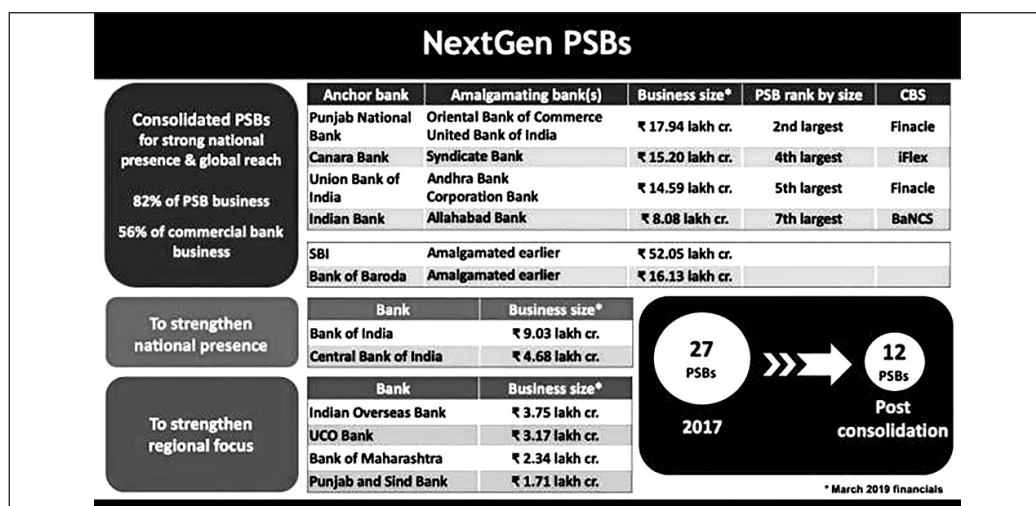 NextGen PSBs
Consolidated PSBs
for strong national
presence & global reach
82% of PSB business
56% of commercial bank
business
Anchor bank Amalgamating bank(s) Business size* PSB rank by size CBS
Punjab National
Bank
Oriental Bank of Commerce
United Bank of India
₹ 17.94 lakh cr. 2nd largest Finacle
Canara Bank Syndicate Bank ₹ 15.20 lakh cr. 4th largest iFlex
Union Bank of
India
Andhra Bank
Corporation Bank
₹ 14.59 lakh cr. 5th largest Finacle
Indian Bank Allahabad Bank ₹ 8.08 lakh cr. 7th largest BaNCS
SBI Amalgamated earlier ₹ 52.05 lakh cr.
Bank of Baroda Amalgamated earlier ₹ 16.13 lakh cr.
To strengthen
national presence
Bank Business size*
Bank of India ₹ 9.03 lakh cr.
Central Bank of India ₹ 4.68 lakh cr.
To strengthen
regional focus
Bank Business size*
Indian Overseas Bank ₹ 3.75 lakh cr.
UCO Bank ₹ 3.17 lakh cr.
Bank of Maharashtra ₹ 2.34 lakh cr.
Punjab and Sind Bank ₹ 1.71 lakh cr.
27
PSBs
2017
12
PSBs
Post
consolidation
* March 2019 financials